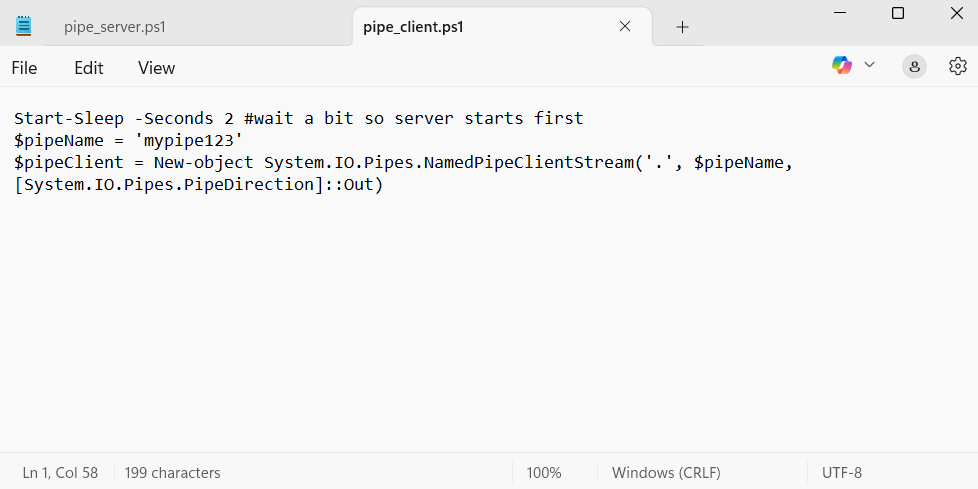 pipe_server.ps1
pipe_client.ps1
File Edit View
Start-Sleep -Seconds 2 #wait a bit so server starts first
$pipeName = 'mypipe123'
$pipeClient = New-object System.IO.Pipes.NamedPipeClientStream('.', $pipeName,
[System.IO.Pipes.PipeDirection]::Out)
Ln 1, Col 58 199 characters 100% Windows (CRLF) UTF-8